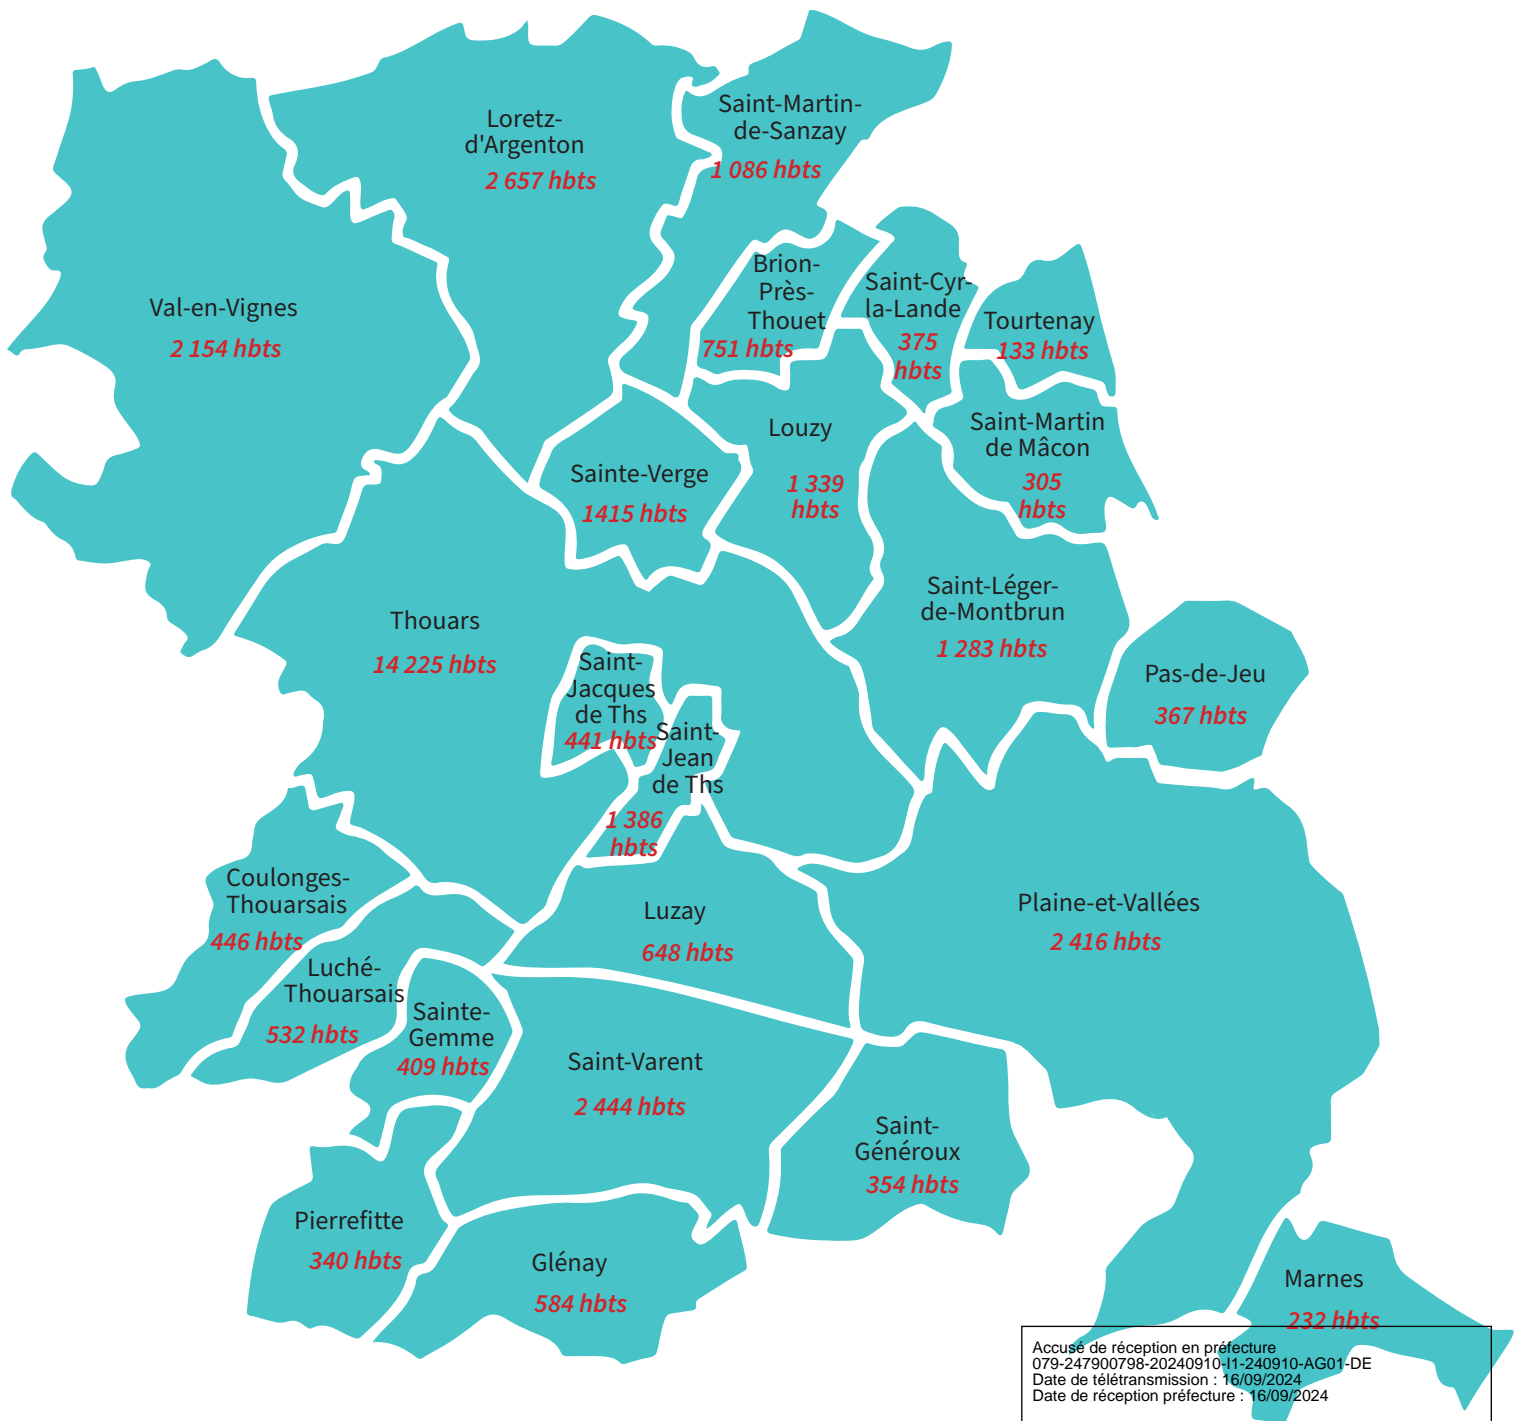 Loretz-
d'Argenton
2 657 hbts
Saint-Martin-
de-Sanzay
1 086 hbts
Val-en-Vignes
2 154 hbts
Brion-
Près-
Thouet
751 hbts
Saint-Cyr-
la-Lande
375
hbts
Tourtenay
133 hbts
Louzy
1 339
hbts
Saint-Martin
de Mâcon
305
hbts
Sainte-Verge
1415 hbts
Thouars
14 225 hbts
Saint-Léger-
de-Montbrun
1 283 hbts
Pas-de-Jeu
367 hbts
Saint-
Jacques
de Ths
441 hbts
Saint-
Jean
de Ths
1 386
hbts
Coulonges-
Thouarsais
446 hbts
Luzay
648 hbts
Plaine-et-Vallées
2 416 hbts
Luché-
Thouarsais
532 hbts
Sainte-
Gemme
409 hbts
Saint-Varent
2 444 hbts
Saint-
Généroux
354 hbts
Pierrefitte
340 hbts
Glénay
584 hbts
Marnes
232 hbts
Accusé de réception en préfecture
079-247900798-20240910-I1-240910-AG01-DE
Date de télétransmission : 16/09/2024
Date de réception préfecture : 16/09/2024